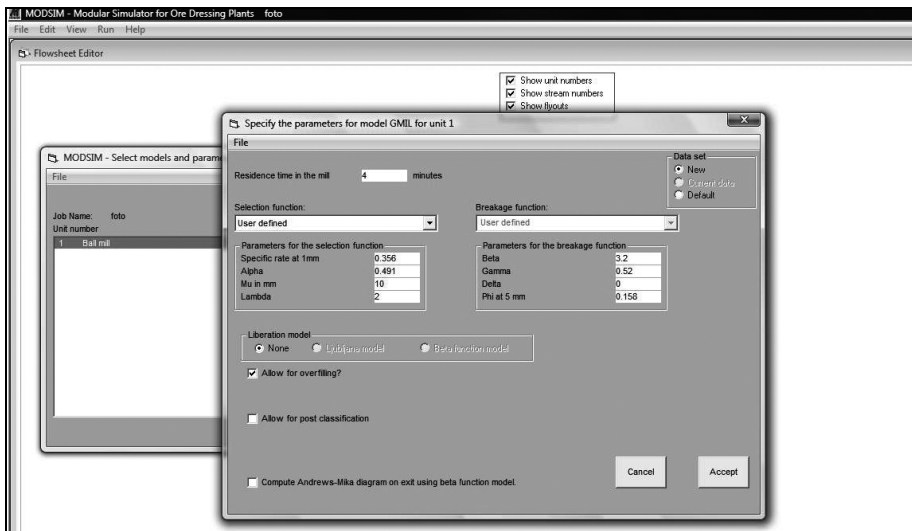 MODSIM - Modular Simulator for Ore Dressing Plants foto
File Edit View Run Help
Flowsheet Editor
Show unit numbers
Show stream numbers
Show flyouts
MODSIM - Select models and param
File
Job Name: foto
Unit number
1 Ball mill
Specify the parameters for model GMIL for unit 1
File
Data set
New
Current data
Default
Residence time in the mill 4 minutes
Selection function:
User defined
Breakage function:
User defined
Parameters for the selection function
Specific rate at 1mm 0.356
Alpha 0.491
Mu in mm 10
Lambda 2
Parameters for the breakage function
Beta 3.2
Gamma 0.52
Delta 0
Phi at 5 mm 0.158
Liberation model
None Ljubljana model Beta function model
Allow for overfilling?
Allow for post classification
Compute Andrews-Mika diagram on exit using beta function model.
Cancel Accept